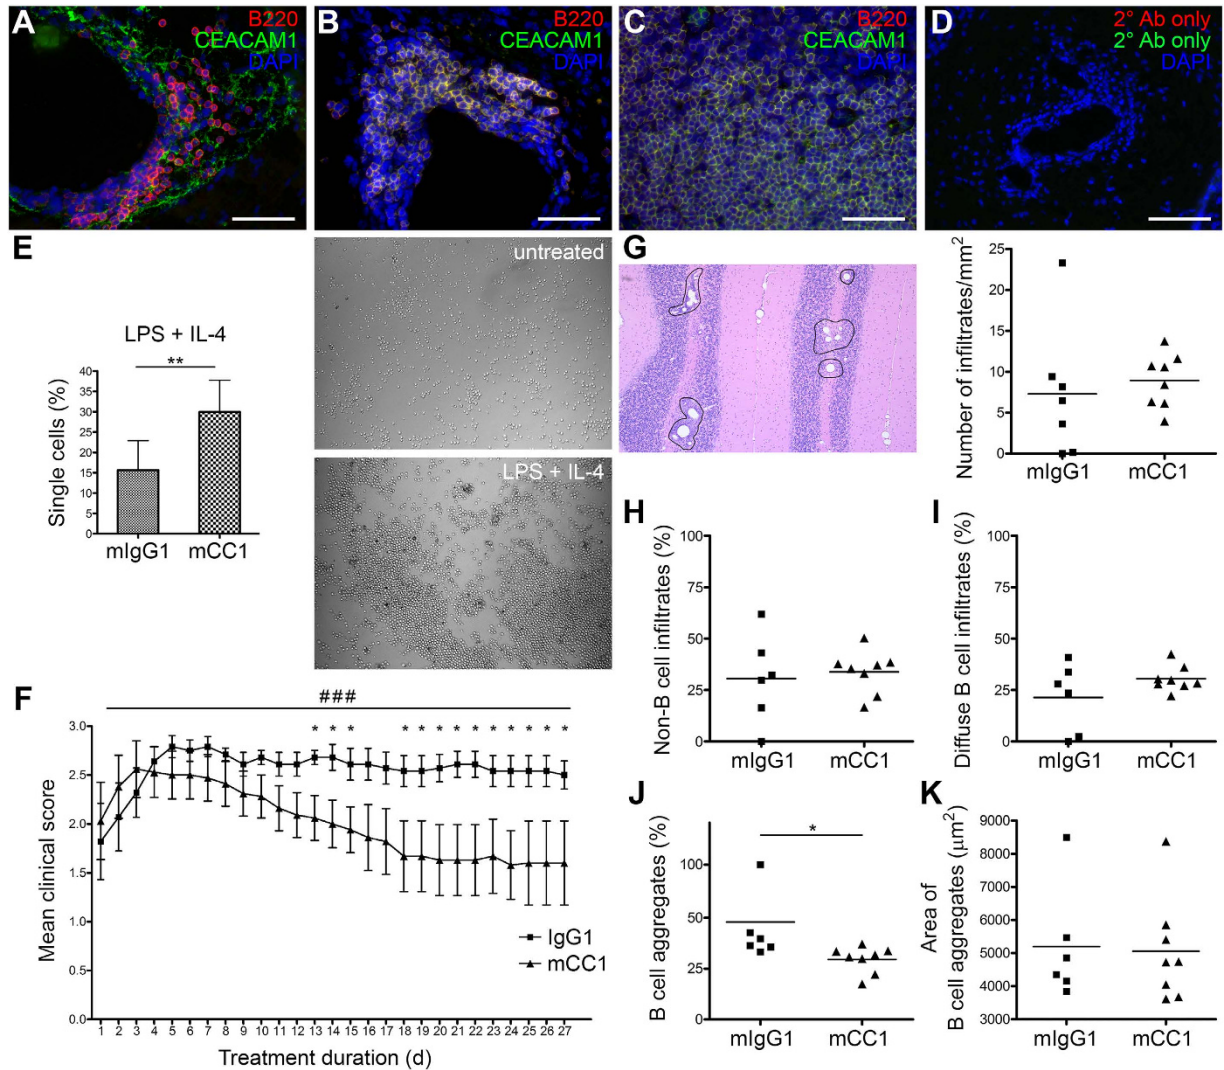 A
B220
CEACAM1
DAPI
B
B220
CEACAM1
DAPI
C
B220
CEACAM1
DAPI
D
2° Ab only
2° Ab only
DAPI
E
LPS + IL-4
**
Single cells (%)
40
35
30
25
20
15
10
5
0
mIgG1
mCC1
untreated
LPS + IL-4
G
Number of infiltrates/mm²
25
20
15
10
5
0
mIgG1
mCC1
H
Non-B cell infiltrates (%)
100
75
50
25
0
mIgG1
mCC1
I
Diffuse B cell infiltrates (%)
100
75
50
25
0
mIgG1
mCC1
F
###
* * * * * * * * * * * * *
Mean clinical score
3.0
2.5
2.0
1.5
1.0
0.5
0.0
IgG1
mCC1
1 2 3 4 5 6 7 8 9 10 11 12 13 14 15 16 17 18 19 20 21 22 23 24 25 26 27
Treatment duration (d)
J
*
B cell aggregates (%)
100
50
25
0
mIgG1
mCC1
K
Area of
B cell aggregates (µm²)
9000
8000
7000
6000
5000
4000
3000
mIgG1
mCC1